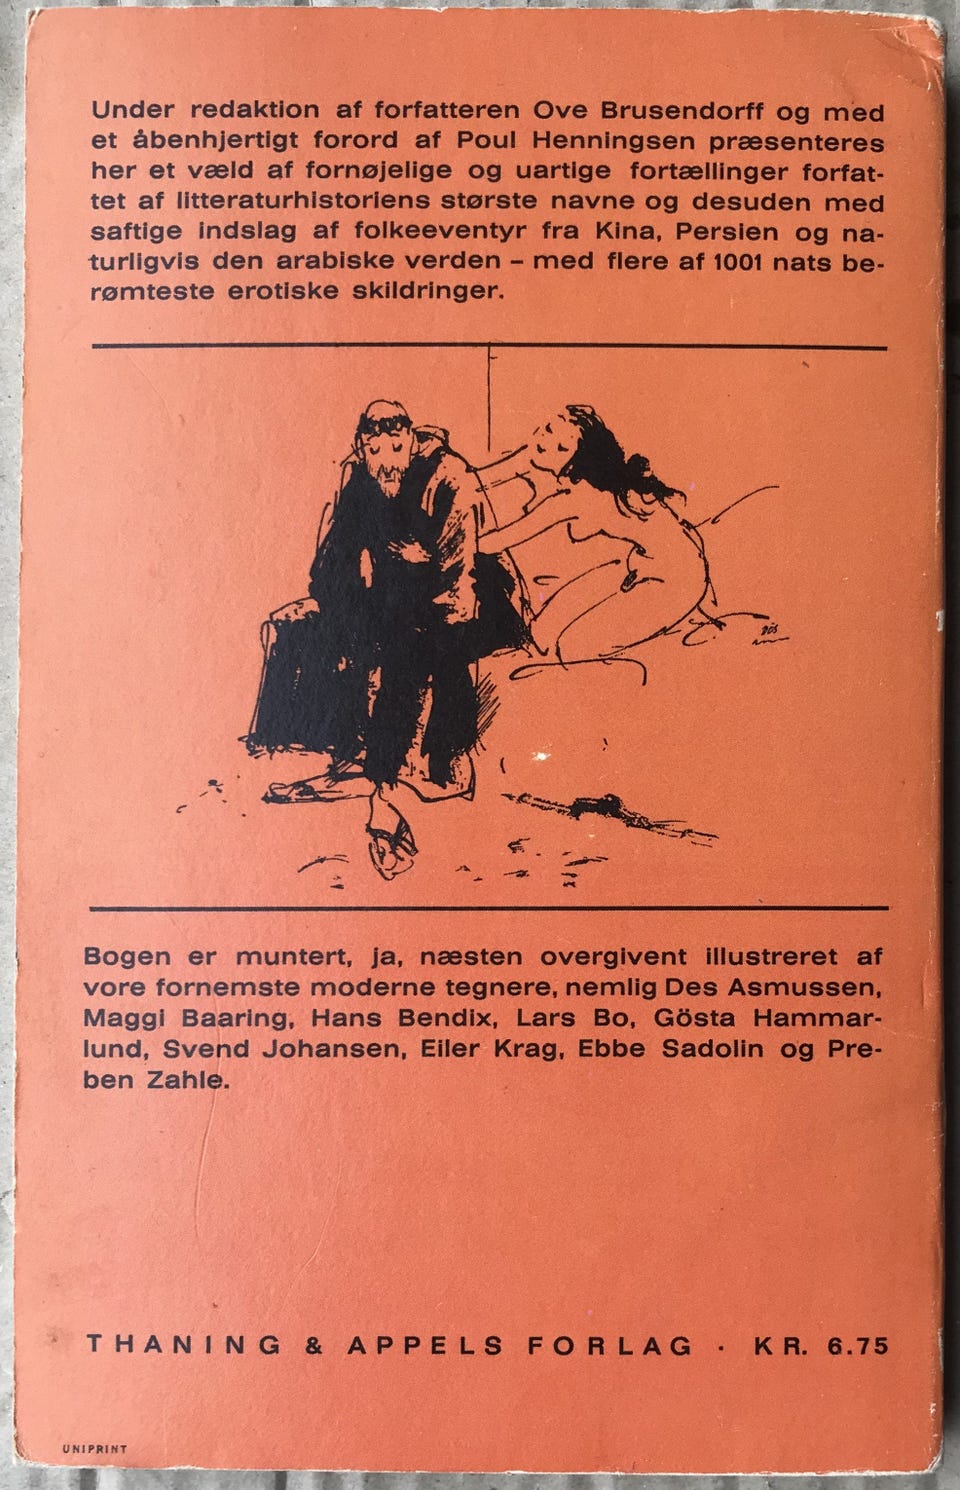 Under redaktion af forfatteren Ove Brusendorff og med
et åbenhjertigt forord af Poul Henningsen præsenteres
her et væld af fornøjelige og uartige fortællinger forfat-
tet af litteraturhistoriens største navne og desuden med
saftige indslag af folkeeventyr fra Kina, Persien og na-
turligvis den arabiske verden – med flere af 1001 nats be-
rømteste erotiske skildringer.
Bogen er muntert, ja, næsten overgivent illustreret af
vore fornemste moderne tegnere, nemlig Des Asmussen,
Maggi Baaring, Hans Bendix, Lars Bo, Gösta Hammar-
lund, Svend Johansen, Eiler Krag, Ebbe Sadolin og Pre-
ben Zahle.
THANING & APPELS FORLAG · KR. 6.75
UNIPRINT